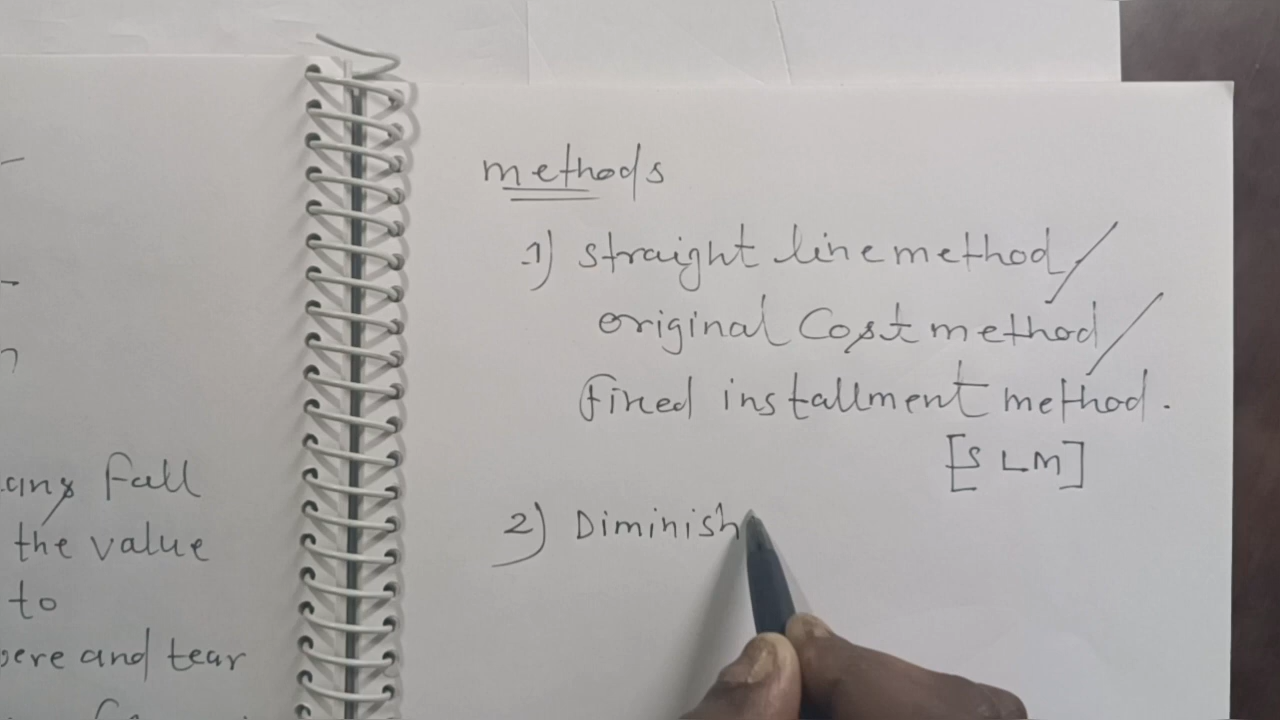 fall
the value
to
and tear
methods
1) straight line method/
original Cost method/
fixed installment method.
[SLM]
2) Diminish